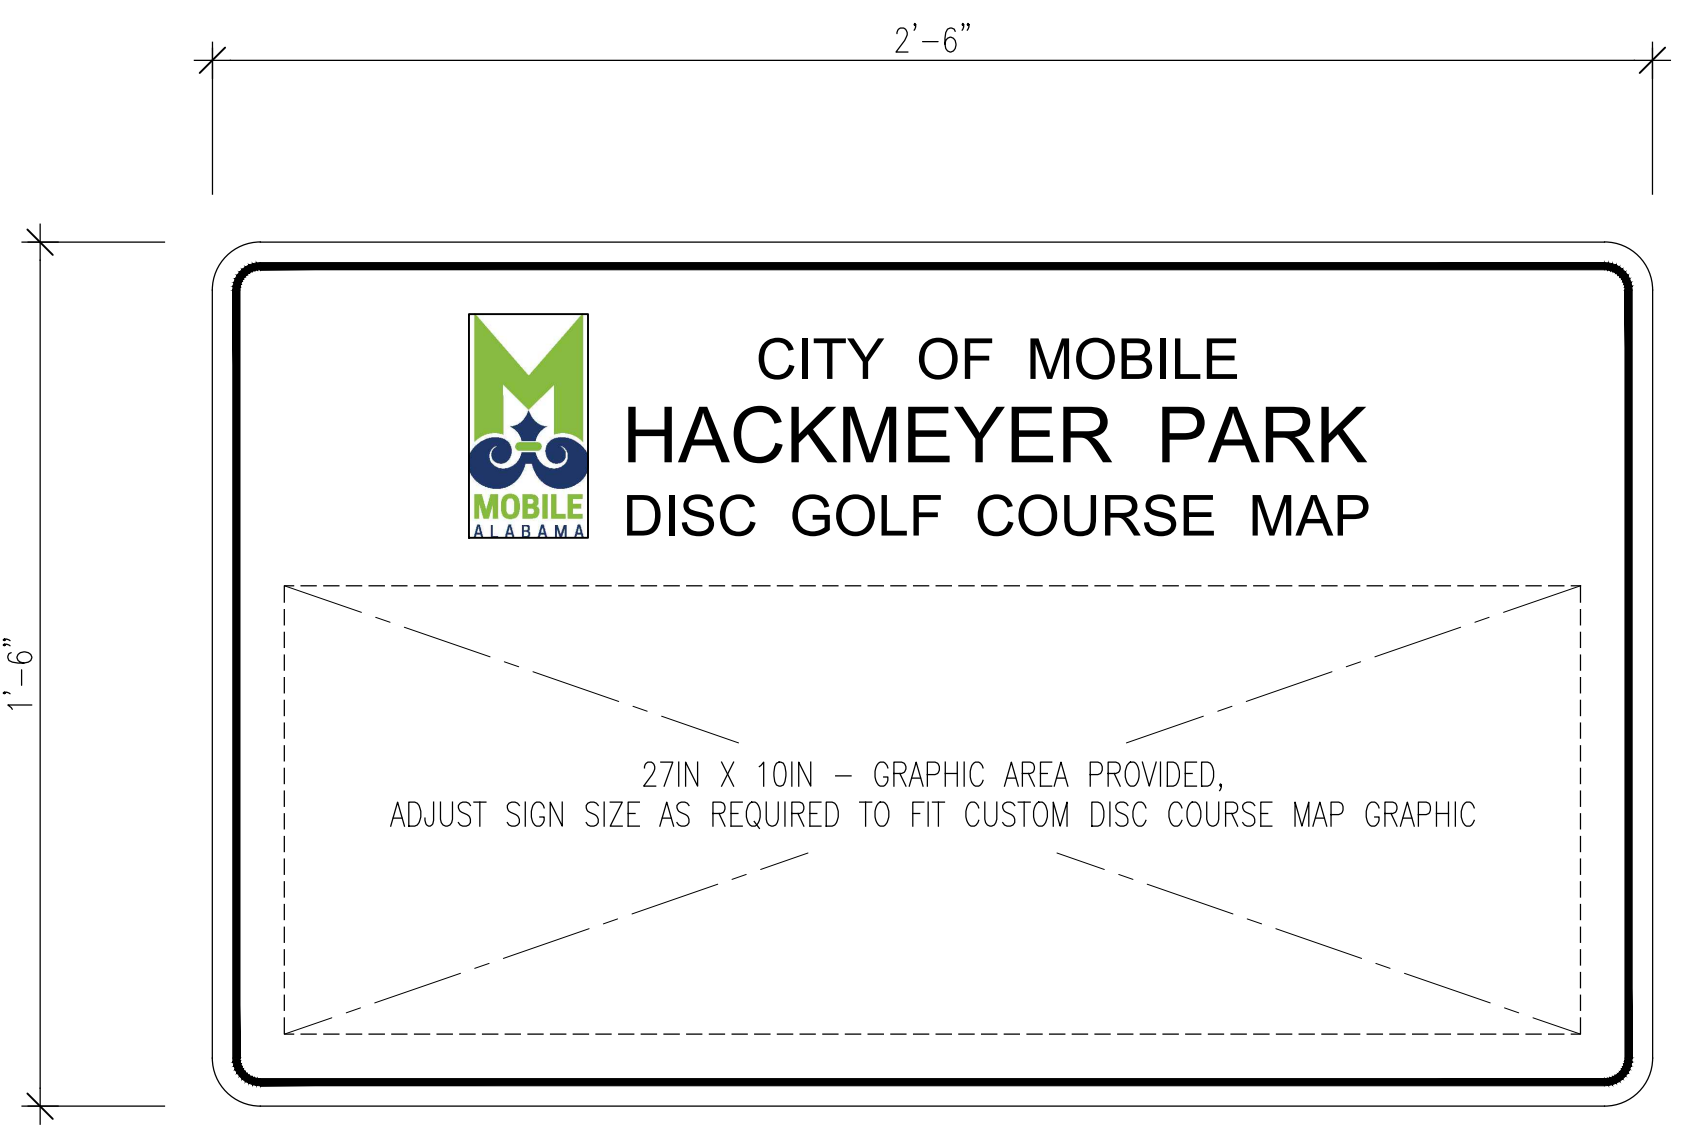 2'-6"
1'-6"
MOBILE
ALABAMA
CITY OF MOBILE
HACKMEYER PARK
DISC GOLF COURSE MAP
27IN X 10IN - GRAPHIC AREA PROVIDED,
ADJUST SIGN SIZE AS REQUIRED TO FIT CUSTOM DISC COURSE MAP GRAPHIC